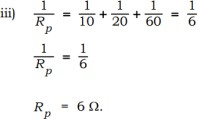 iii) 1/R_p = 1/10 + 1/20 + 1/60 = 1/6
1/R_p = 1/6
R_p = 6 Ω.